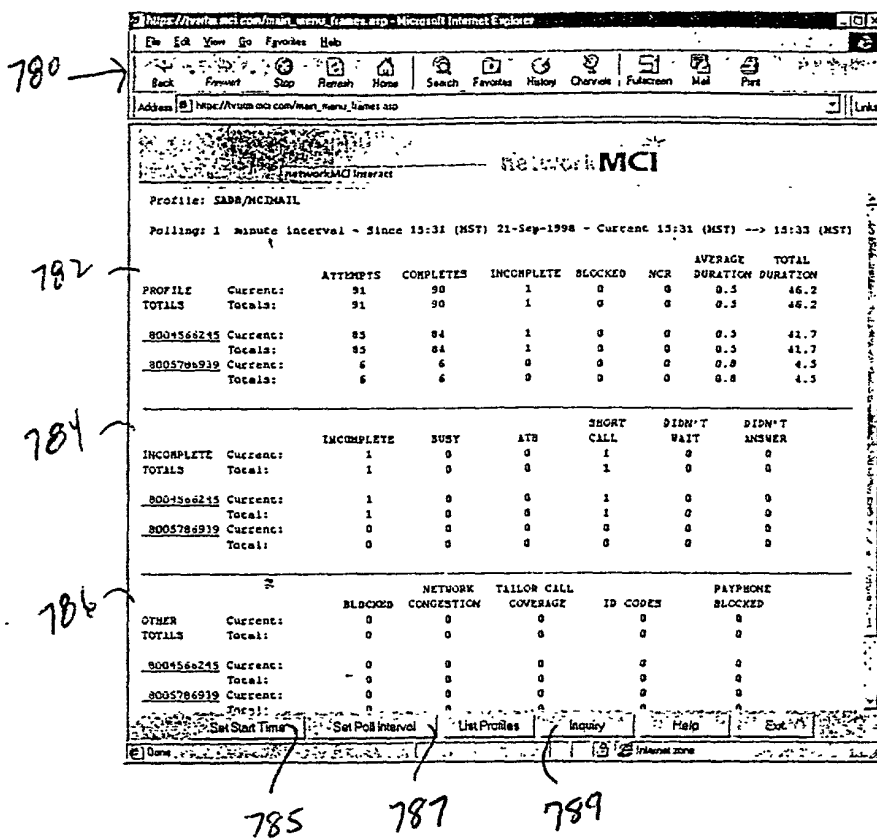 https://tvtfm.mci.com/main_menu_frames.asp - Microsoft Internet Explorer
File Edit View Go Favorites Help
780
Back Forward Stop Refresh Home Search Favorites History Channels Fullscreen Mail Print
Address https://tvtfm.mci.com/main_menu_frames.asp Links
networkMCI Interact networkMCI
Profile: SADR/MCIMAIL
Polling: 1 minute interval - Since 15:31 (MST) 21-Sep-1998 - Current 15:31 (MST) --> 15:33 (MST)
782
AVERAGE TOTAL
ATTEMPTS COMPLETES INCOMPLETE BLOCKED NCR DURATION DURATION
PROFILE Current: 91 90 1 0 0 0.5 46.2
TOTALS Totals: 91 90 1 0 0 0.5 46.2
8004566245 Current: 85 84 1 0 0 0.5 41.7
Totals: 85 84 1 0 0 0.5 41.7
8005786939 Current: 6 6 0 0 0 0.8 4.5
Totals: 6 6 0 0 0 0.8 4.5
784
SHORT DIDN'T DIDN'T
INCOMPLETE BUSY ATB CALL WAIT ANSWER
INCOMPLETE Current: 1 0 0 1 0 0
TOTALS Total: 1 0 0 1 0 0
8004566245 Current: 1 0 0 1 0 0
Total: 1 0 0 1 0 0
8005786939 Current: 0 0 0 0 0 0
Total: 0 0 0 0 0 0
786
NETWORK TAILOR CALL PAYPHONE
BLOCKED CONGESTION COVERAGE ID CODES BLOCKED
OTHER Current: 0 0 0 0 0
TOTALS Total: 0 0 0 0 0
8004566245 Current: 0 0 0 0 0
Total: 0 0 0 0 0
8005786939 Current: 0 0 0 0 0
Total: 0 0 0 0 0
Set Start Time Set Poll Interval List Profiles Inquiry Help Exit
Done Internet zone
785 787 789